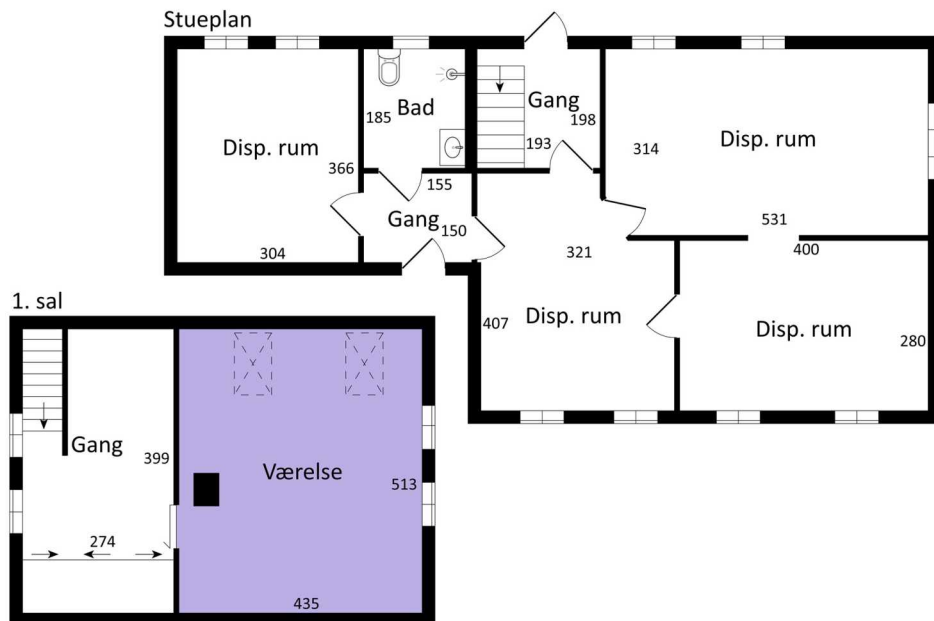 Stueplan
Disp. rum
366
304
185
Bad
155
Gang
150
Gang
193
198
314
Disp. rum
531
400
321
407
Disp. rum
Disp. rum
280
1. sal
Gang
399
274
Værelse
513
435